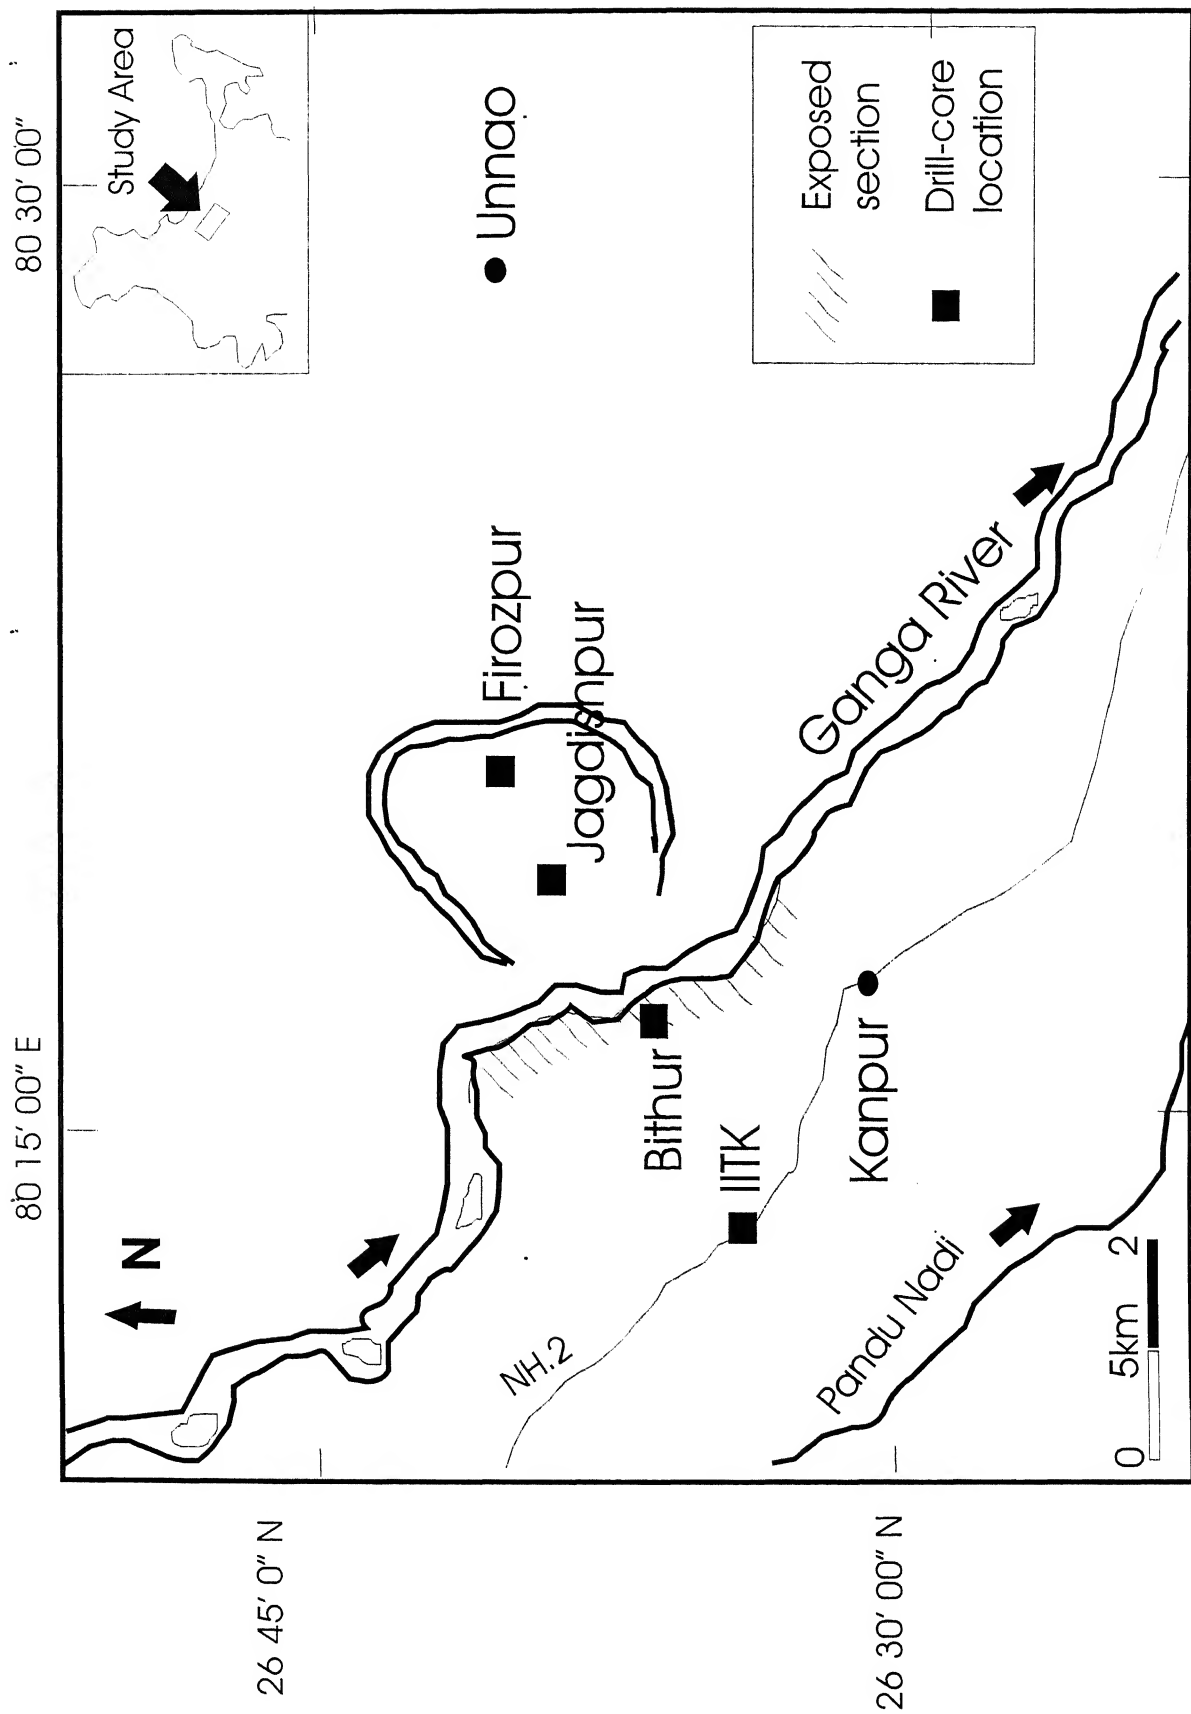 80 15′ 00″ E
80 30′ 00″
26 45′ 0″ N
26 30′ 00″ N
N
Study Area
Unnao
Firozpur
Jagdishpur
Bithur
IITK
Kanpur
NH.2
Ganga River
Pandu Nadi
0 5km 2
Exposed
section
Drill-core
location